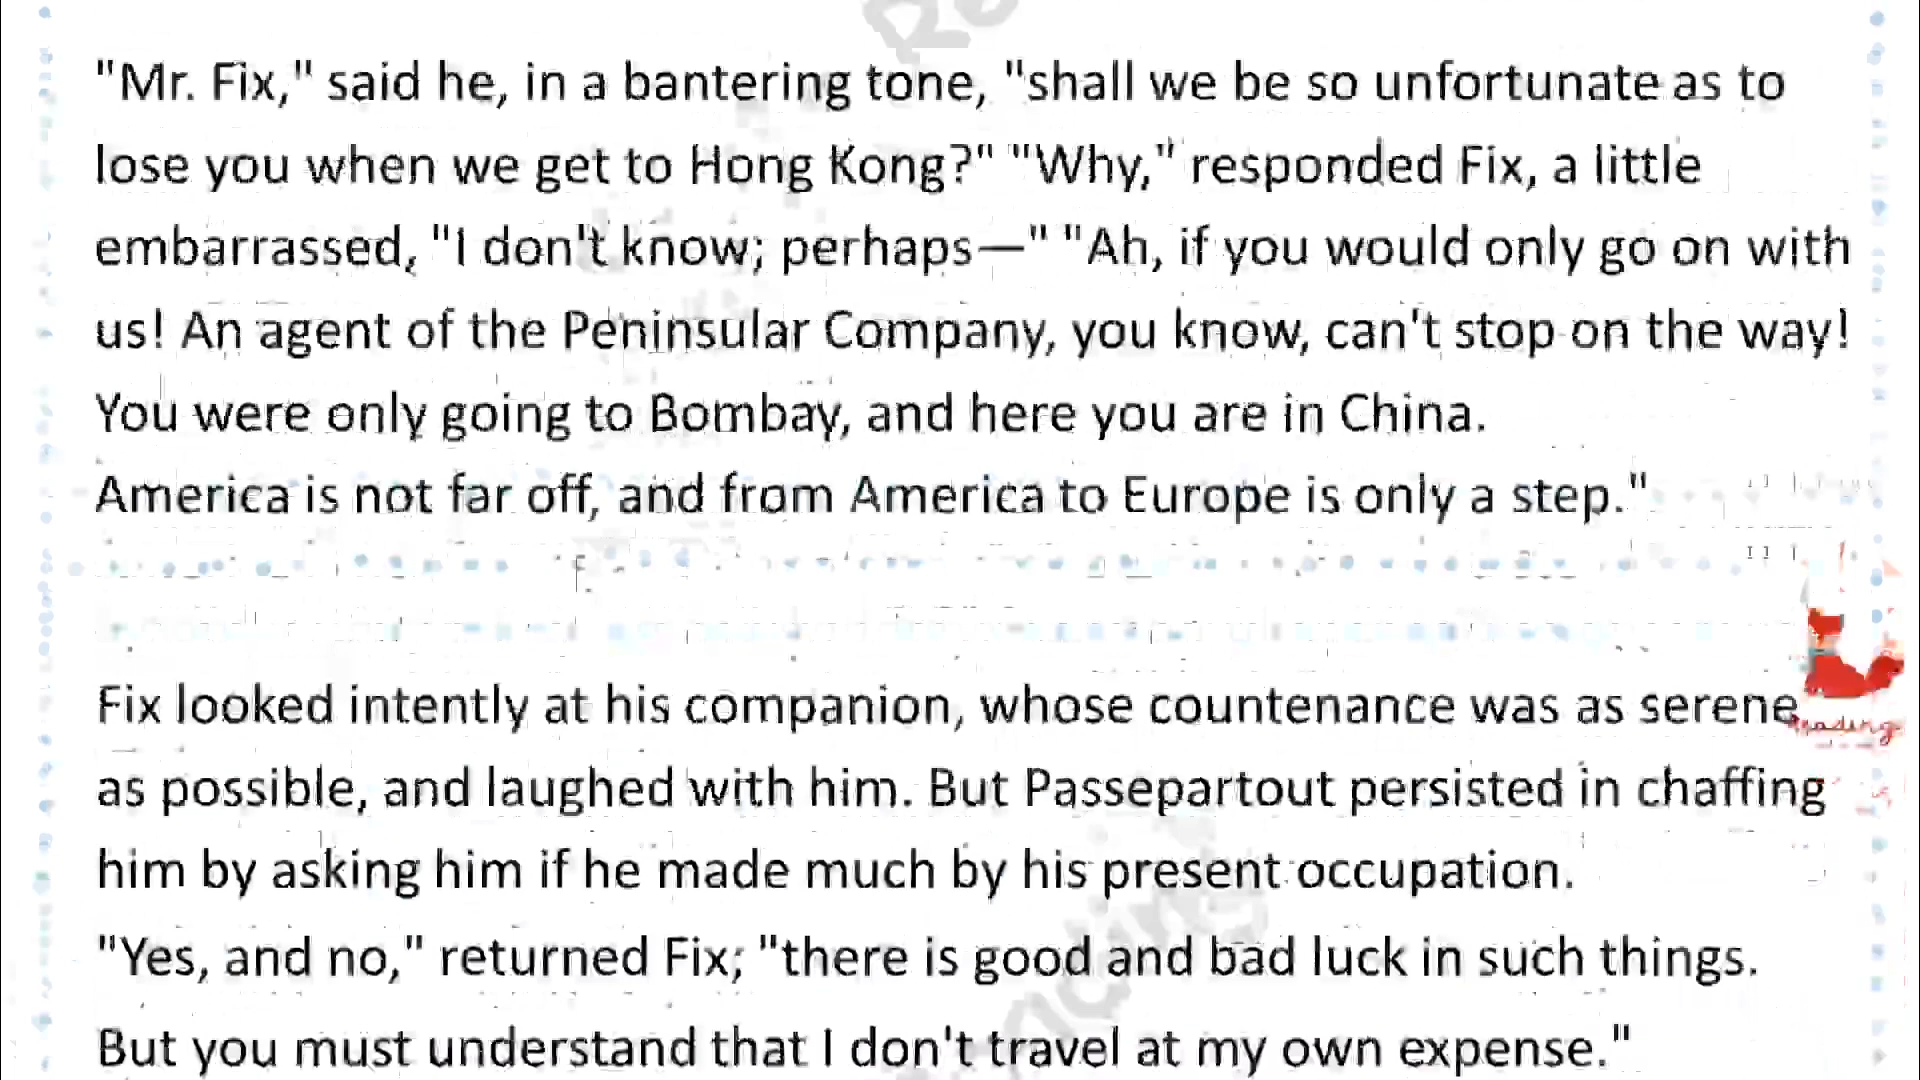 "Mr. Fix," said he, in a bantering tone, "shall we be so unfortunate as to
lose you when we get to Hong Kong?" "Why," responded Fix, a little
embarrassed, "I don't know; perhaps—" "Ah, if you would only go on with
us! An agent of the Peninsular Company, you know, can't stop on the way!
You were only going to Bombay, and here you are in China.
America is not far off, and from America to Europe is only a step."
Fix looked intently at his companion, whose countenance was as serene
as possible, and laughed with him. But Passepartout persisted in chaffing
him by asking him if he made much by his present occupation.
"Yes, and no," returned Fix; "there is good and bad luck in such things.
But you must understand that I don't travel at my own expense."